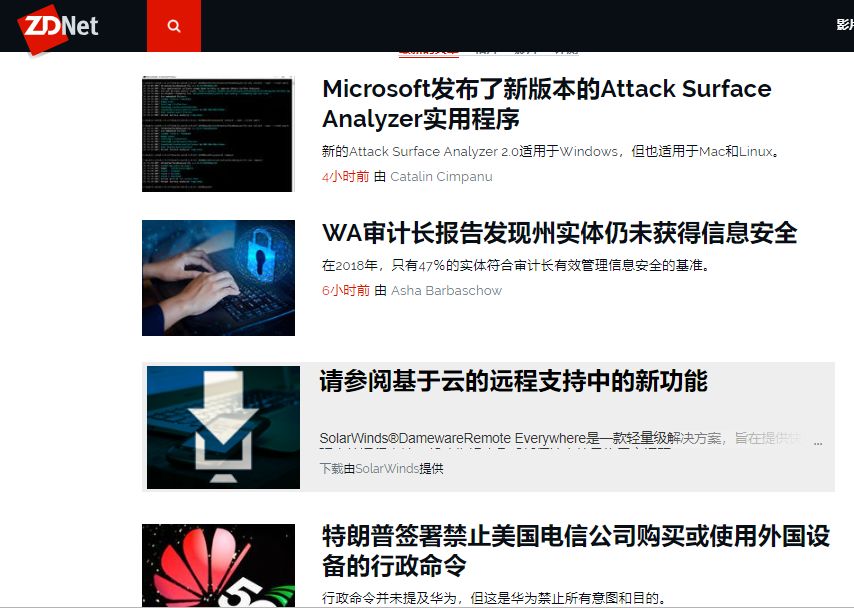 ZDNet
影片
Microsoft发布了新版本的Attack Surface
Analyzer实用程序
新的Attack Surface Analyzer 2.0适用于Windows，但也适用于Mac和Linux。
4小时前 由 Catalin Cimpanu
WA审计长报告发现州实体仍未获得信息安全
在2018年，只有47％的实体符合审计长有效管理信息安全的基准。
6小时前 由 Asha Barbaschow
请参阅基于云的远程支持中的新功能
SolarWinds®DamewareRemote Everywhere是一款轻量级解决方案，旨在提供快 ...
下载由SolarWinds提供
特朗普签署禁止美国电信公司购买或使用外国设
备的行政命令
5G
行政命令并未提及华为，但这是华为禁止所有意图和目的。